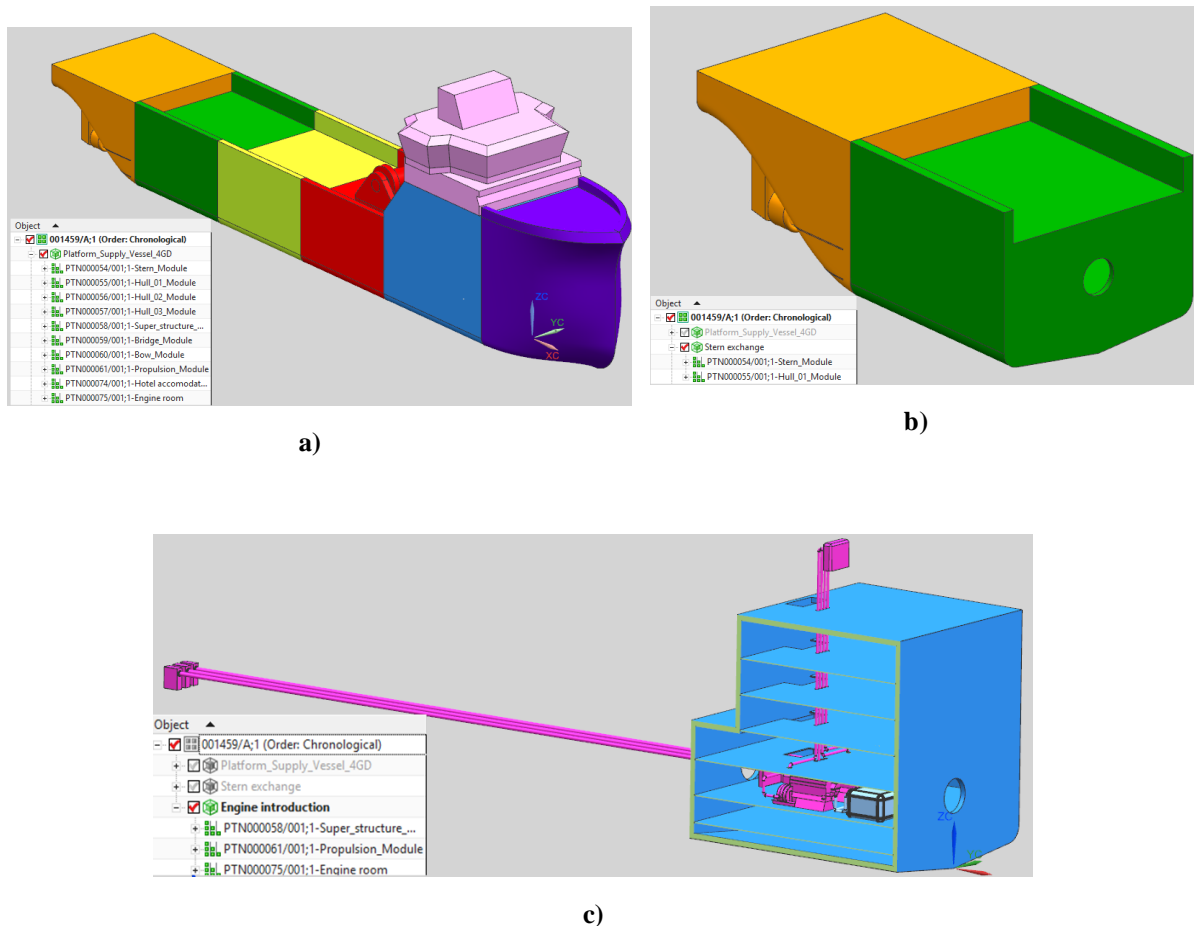 Object
001459/A;1 (Order: Chronological)
Platform_Supply_Vessel_4GD
PTN000054/001;1-Stern_Module
PTN000055/001;1-Hull_01_Module
PTN000056/001;1-Hull_02_Module
PTN000057/001;1-Hull_03_Module
PTN000058/001;1-Super_structure_...
PTN000059/001;1-Bridge_Module
PTN000060/001;1-Bow_Module
PTN000061/001;1-Propulsion_Module
PTN000074/001;1-Hotel accomodat...
PTN000075/001;1-Engine room
ZC
YC
XC
a)
Object
001459/A;1 (Order: Chronological)
Platform_Supply_Vessel_4GD
Stern exchange
PTN000054/001;1-Stern_Module
PTN000055/001;1-Hull_01_Module
b)
Object
001459/A;1 (Order: Chronological)
Platform_Supply_Vessel_4GD
Stern exchange
Engine introduction
PTN000058/001;1-Super_structure_...
PTN000061/001;1-Propulsion_Module
PTN000075/001;1-Engine room
ZC
YC
c)